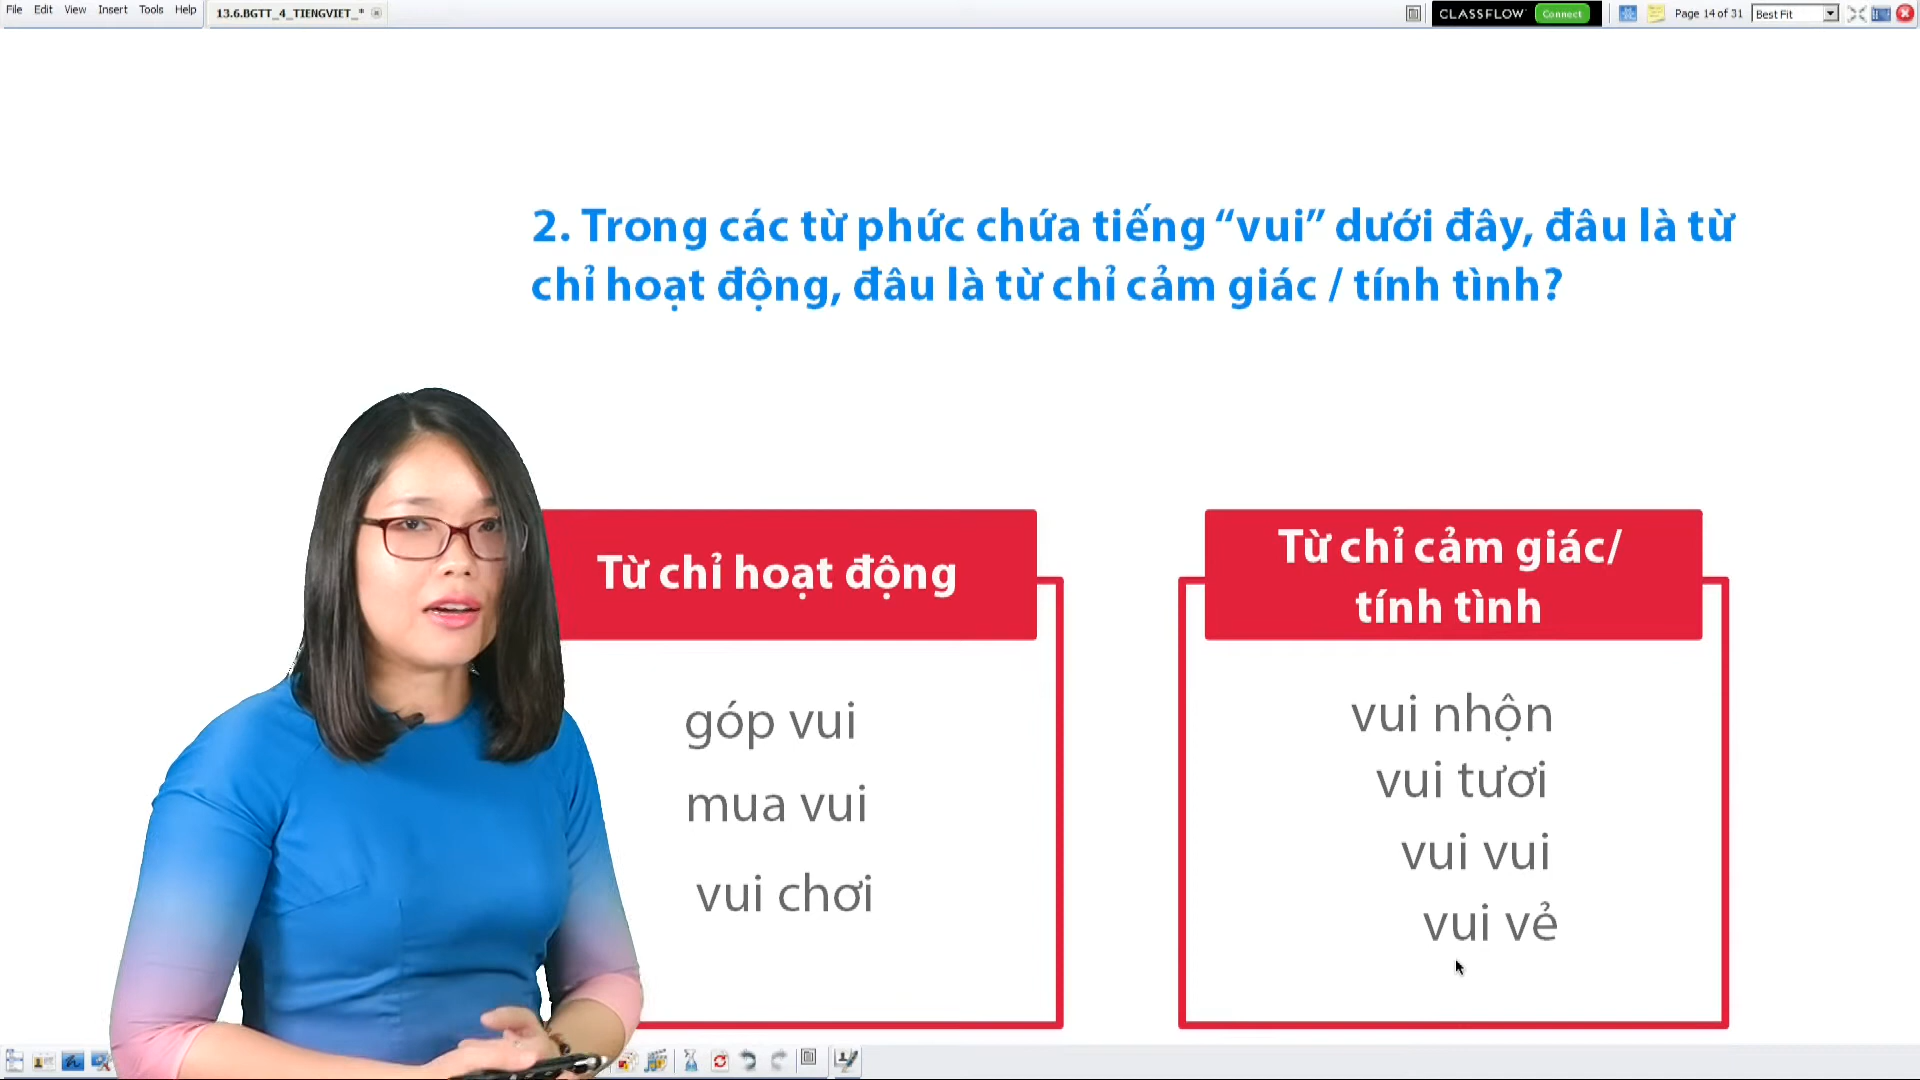 File Edit View Insert Tools Help
13.6.BGTT_4_TIENGVIET_*
CLASSFLOW Connect
Page 14 of 31
Best Fit
2. Trong các từ phức chứa tiếng “vui” dưới đây, đâu là từ
chỉ hoạt động, đâu là từ chỉ cảm giác / tính tình?
Từ chỉ hoạt động
góp vui
mua vui
vui chơi
Từ chỉ cảm giác/
tính tình
vui nhộn
vui tươi
vui vui
vui vẻ